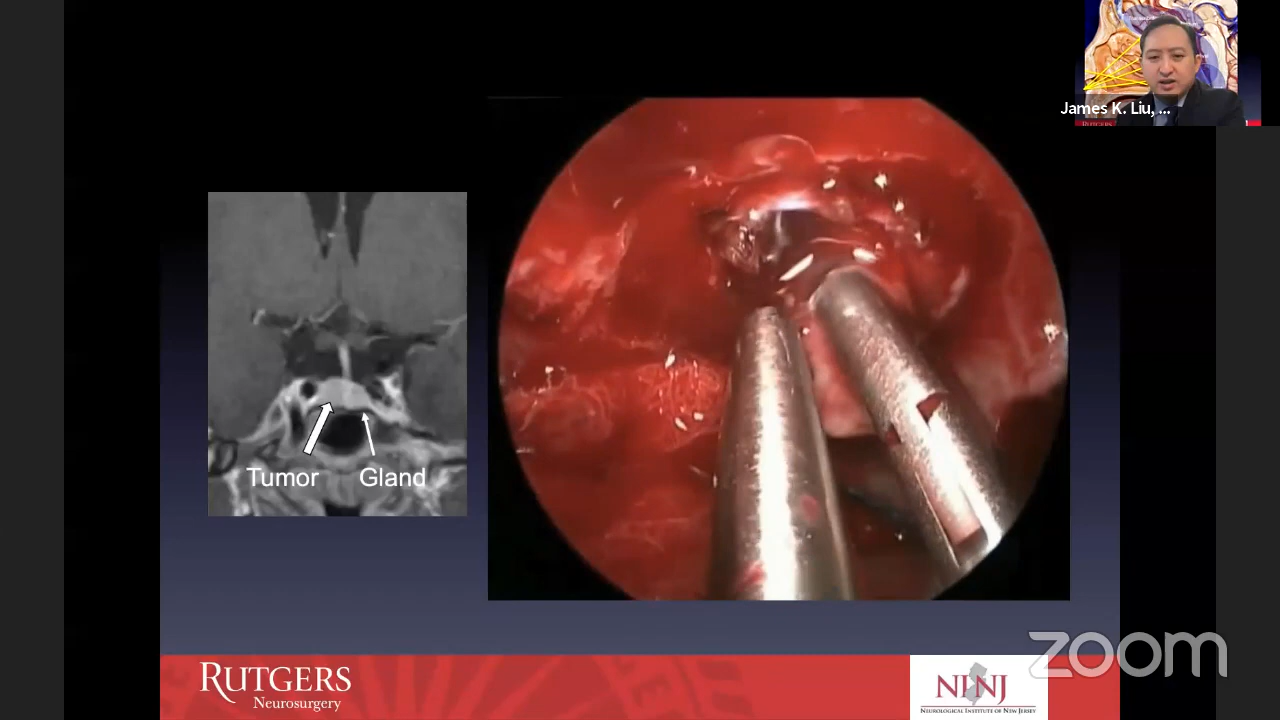 James K. Liu, ...
Tumor Gland
RUTGERS
Neurosurgery
NINJ
NEUROLOGICAL INSTITUTE OF NEW JERSEY
zoom